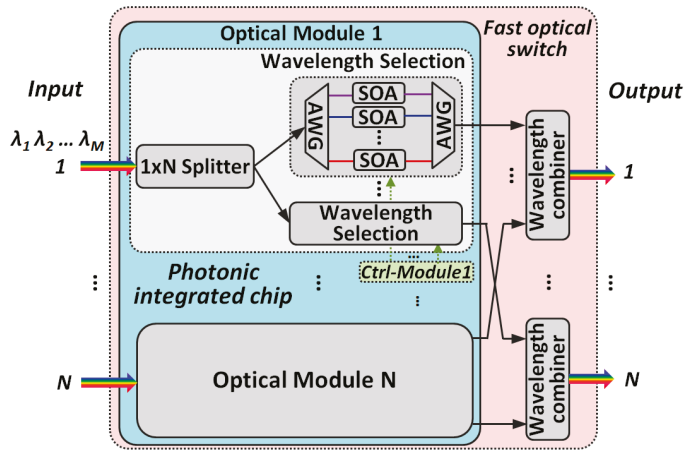 Optical Module 1
Fast optical
switch
Wavelength Selection
Input
Output
λ1 λ2 ... λM
1
1xN Splitter
AWG
SOA
SOA
...
SOA
AWG
...
Wavelength
Selection
...
Ctrl-Module1
...
Wavelength
combiner
1
...
Photonic
integrated chip
...
...
...
...
N
Optical Module N
Wavelength
combiner
N